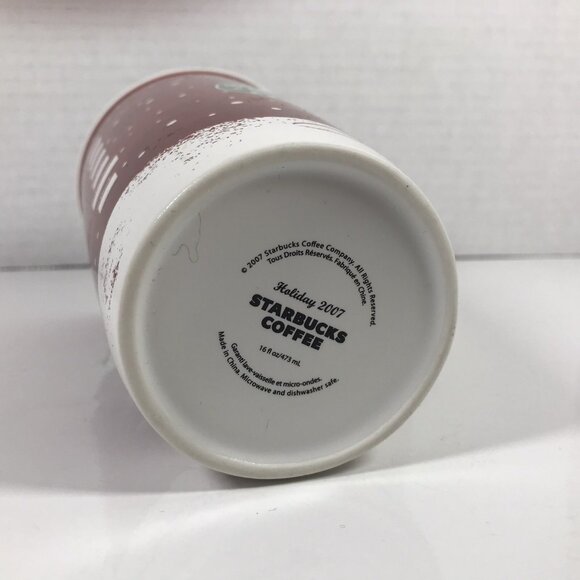 © 2007 Starbucks Coffee Company. All Rights Reserved.
Tous Droits Réservés. Fabriqué en Chine.
Holiday 2007
STARBUCKS
COFFEE
16 fl oz/473 mL
Garanti lave-vaisselle et micro-ondes.
Made in China. Microwave and dishwasher safe.